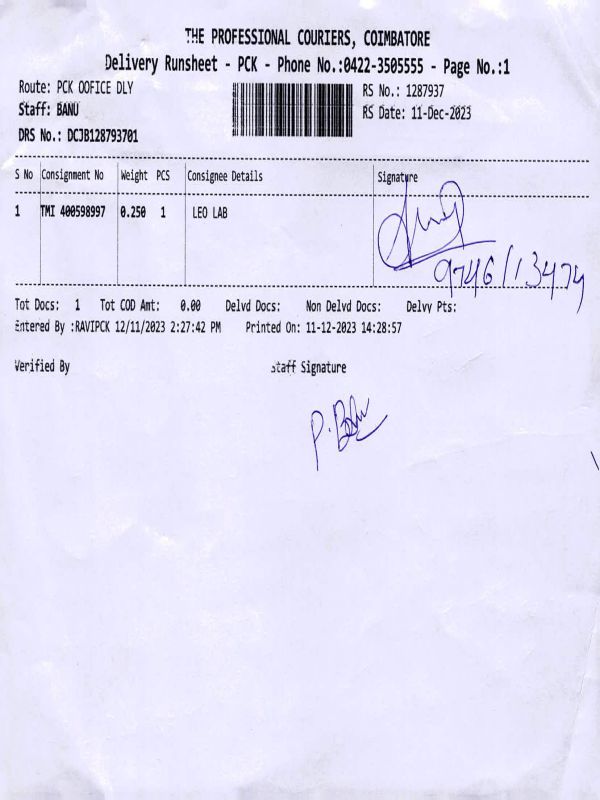 THE PROFESSIONAL COURIERS, COIMBATORE
Delivery Runsheet - PCK - Phone No.:0422-3505555 - Page No.:1
Route: PCK OOFICE DLY
RS No.: 1287937
Staff: BANU
RS Date: 11-Dec-2023
DRS No.: DCJB128793701
S No Consignment No Weight PCS Consignee Details Signature
1 TMI 400598997 0.250 1 LEO LAB
Tot Docs: 1 Tot COD Amt: 0.00 Delvd Docs: Non Delvd Docs: Delvy Pts:
Entered By :RAVIPCK 12/11/2023 2:27:42 PM Printed On: 11-12-2023 14:28:57
Verified By Staff Signature